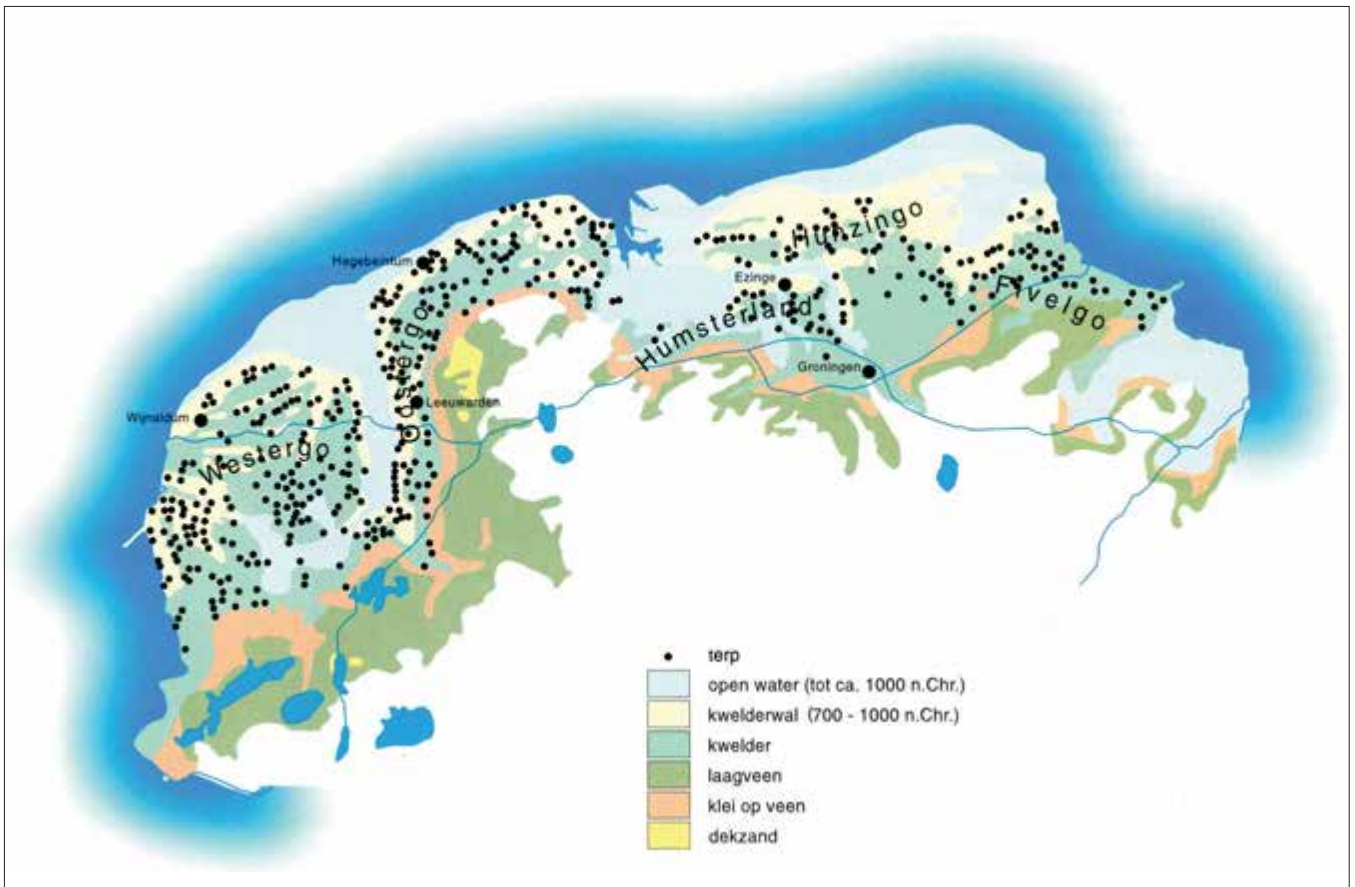 Hunzingo
Hogebeintum
Ezinge
Fivelgo
Humsterland
Oostergo
Groningen
Leeuwarden
Wijnaldum
Westergo
terp
open water (tot ca. 1000 n.Chr.)
kwelderwal (700 - 1000 n.Chr.)
kwelder
laagveen
klei op veen
dekzand